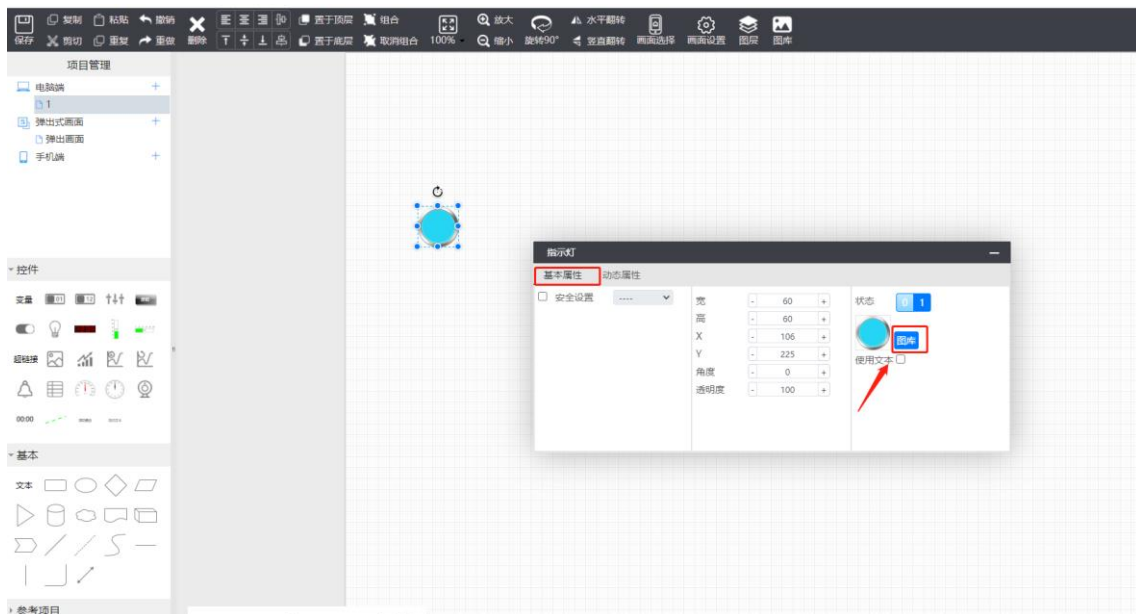 复制 粘贴 撤销 置于顶层 组合 放大 水平翻转
保存 剪切 重复 重做 删除 置于底层 取消组合 100% 缩小 旋转90° 竖直翻转 画面选择 画面设置 图层 图库
项目管理
电脑端
1
弹出式画面
弹出画面
手机端
指示灯
基本属性 动态属性
安全设置 ----
宽 - 60 +
高 - 60 +
X - 106 +
Y - 225 +
角度 - 0 +
透明度 - 100 +
状态 0 1
图库
使用文本
控件
变量 01 12
超链接
00:00
基本
文本
参考项目